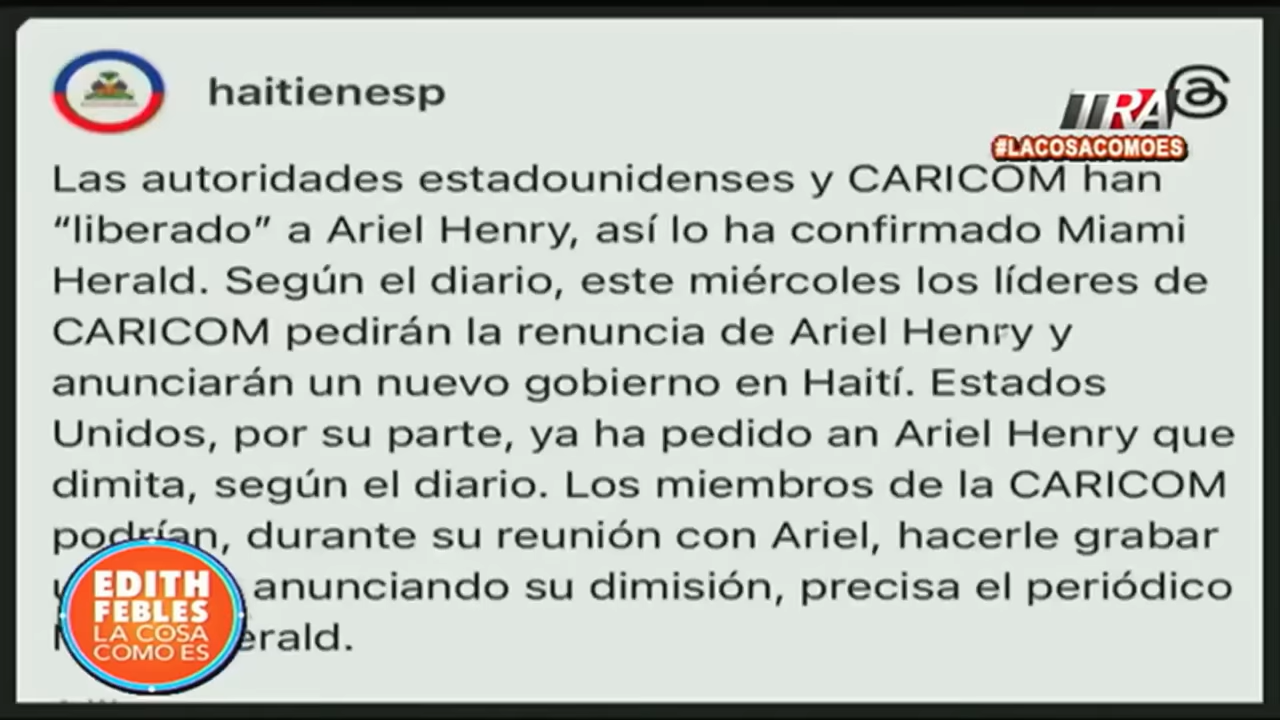 haitienesp
TRA
#LACOSACOMOES
Las autoridades estadounidenses y CARICOM han
“liberado” a Ariel Henry, así lo ha confirmado Miami
Herald. Según el diario, este miércoles los líderes de
CARICOM pedirán la renuncia de Ariel Henry y
anunciarán un nuevo gobierno en Haití. Estados
Unidos, por su parte, ya ha pedido an Ariel Henry que
dimita, según el diario. Los miembros de la CARICOM
podrían, durante su reunión con Ariel, hacerle grabar
anunciando su dimisión, precisa el periódico
erald.
EDITH
FEBLES
LA COSA
COMO ES